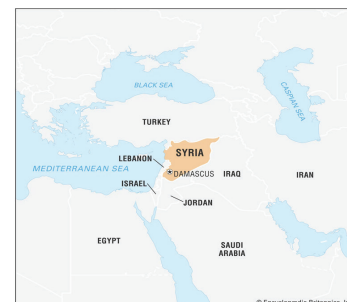 BLACK SEA
CASPIAN SEA
TURKEY
SYRIA
LEBANON
MEDITERRANEAN SEA
DAMASCUS
IRAQ
IRAN
ISRAEL
JORDAN
EGYPT
SAUDI
ARABIA
© Encyclopædia Britannica, I